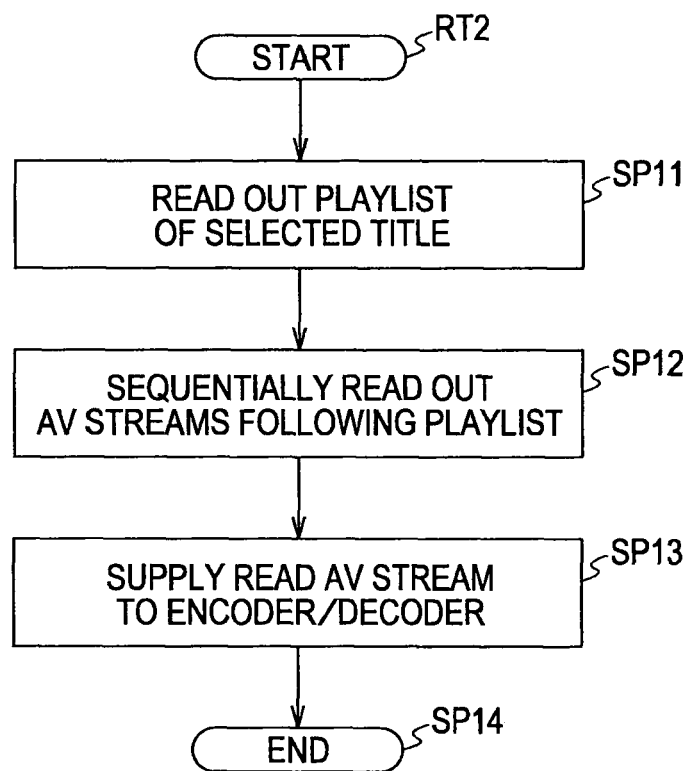 RT2
START
SP11
READ OUT PLAYLIST
OF SELECTED TITLE
SP12
SEQUENTIALLY READ OUT
AV STREAMS FOLLOWING PLAYLIST
SP13
SUPPLY READ AV STREAM
TO ENCODER/DECODER
SP14
END